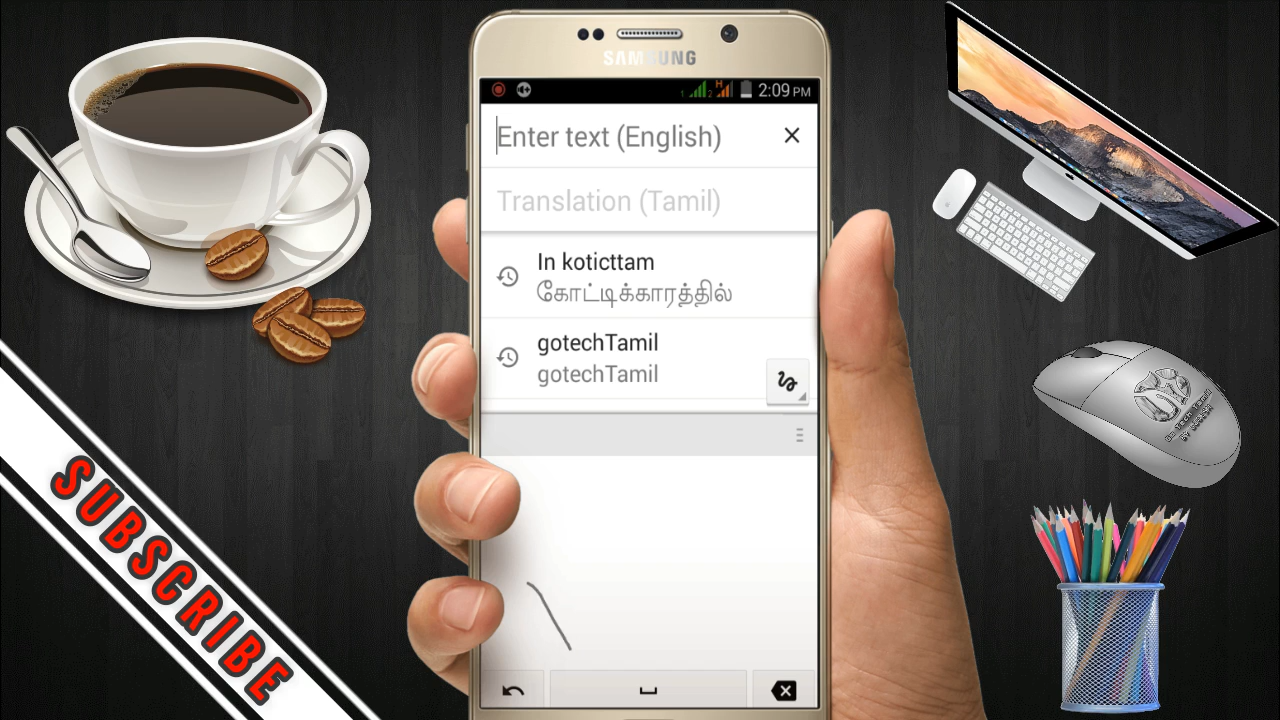 SAMSUNG
2:09 PM
Enter text (English)
Translation (Tamil)
In koticttam
கோட்டிக்காரத்தில்
gotechTamil
gotechTamil
SUBSCRIBE